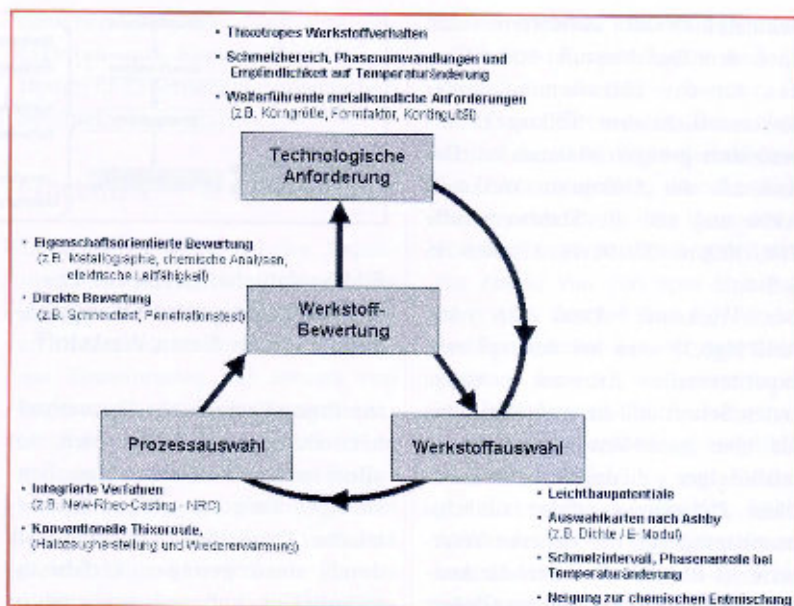 • Thixotropes Werkstoffverhalten
• Schmelzbereich, Phasenumwandlungen und
Empfindlichkeit auf Temperaturänderung
• Weiterführende metallkundliche Anforderungen
(z.B. Korngröße, Formfaktor, Kontinguität)
Technologische
Anforderung
• Eigenschaftsorientierte Bewertung
(z.B. Metallographie, chemische Analysen,
elektrische Leitfähigkeit)
• Direkte Bewertung
(z.B. Schneidtest, Penetrationstest)
Werkstoff-
Bewertung
Prozessauswahl
Werkstoffauswahl
• Integrierte Verfahren
(z.B. New-Rheo-Casting - NRC)
• Konventionelle Thixoroute,
(Halbzeugherstellung und Wiedererwärmung)
• Leichtbaupotentiale
• Auswahlkarten nach Ashby
(z.B. Dichte / E-Modul)
• Schmelzintervall, Phasenanteile bei
Temperaturänderung
• Neigung zur chemischen Entmischung